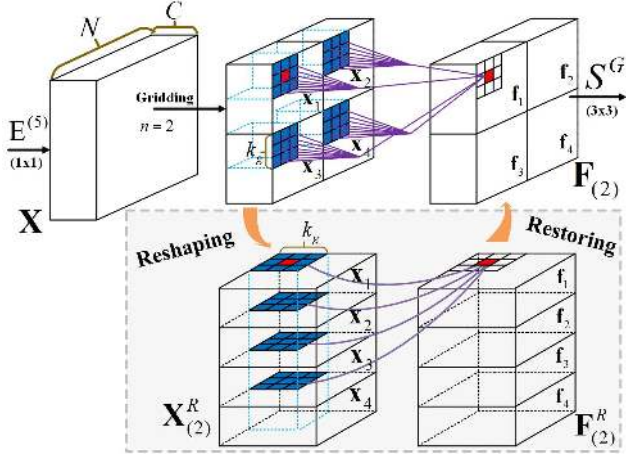 N
C
E^(5)
(1x1)
X
Gridding
n = 2
x_1
x_2
x_3
x_4
k_g
f_1
f_2
f_3
f_4
S^G
(3x3)
F_(2)
Reshaping
Restoring
k_g
x_1
x_2
x_3
x_4
X^R_(2)
f_1
f_2
f_3
f_4
F^R_(2)